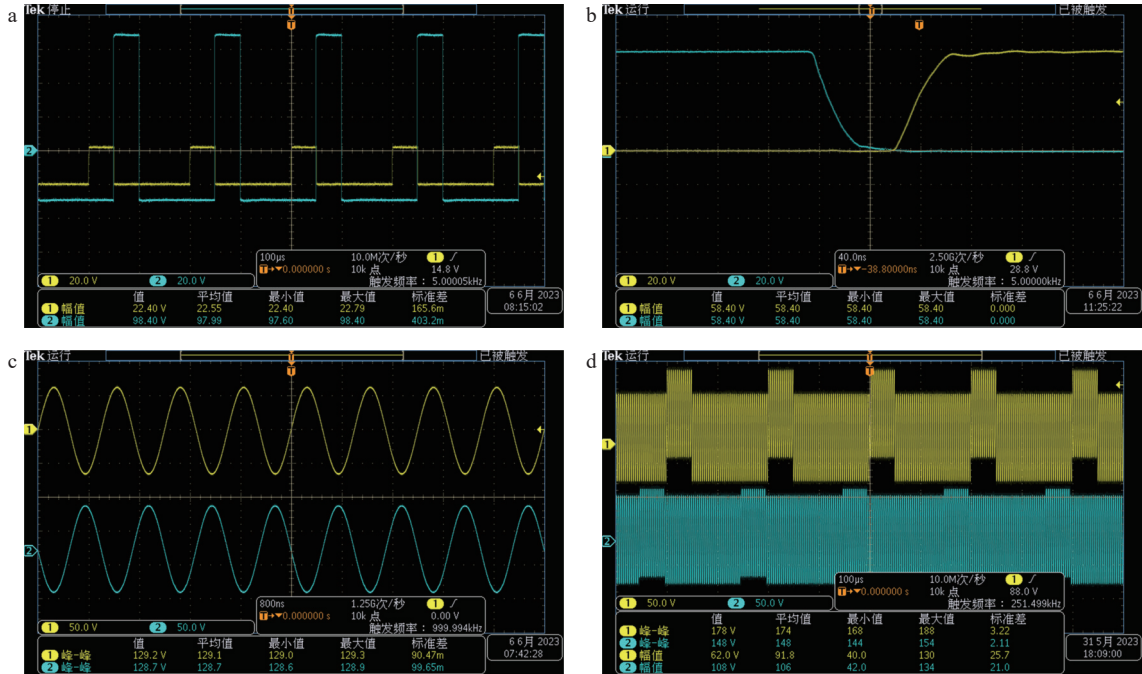 a
Tek 停止
T
T
2
100μs
10.0M次/秒
1
T→▼0.000000 s
10k 点
14.8 V
触发频率： 5.00005kHz
1 20.0 V
2 20.0 V
值 平均值 最小值 最大值 标准差
1 幅值 22.40 V 22.55 22.40 22.79 165.6m
2 幅值 98.40 V 97.99 97.60 98.40 403.2m
6 6月 2023
08:15:02
b
Tek 运行
已被触发
T
T
1
40.0ns
2.50G次/秒
1
T→▼-38.80000ns
10k 点
28.8 V
触发频率： 5.00000kHz
1 20.0 V
2 20.0 V
值 平均值 最小值 最大值 标准差
1 幅值 58.40 V 58.40 58.40 58.40 0.000
2 幅值 58.40 V 58.40 58.40 58.40 0.000
6 6月 2023
11:25:22
c
Tek 运行
已被触发
T
T
1
2
800ns
1.25G次/秒
1
T→▼0.000000 s
10k 点
0.00 V
触发频率： 999.994kHz
1 50.0 V
2 50.0 V
值 平均值 最小值 最大值 标准差
1 峰-峰 129.2 V 129.1 129.0 129.3 90.47m
2 峰-峰 128.7 V 128.7 128.6 128.9 99.65m
6 6月 2023
07:42:28
d
Tek 运行
已被触发
T
T
1
2
100μs
10.0M次/秒
1
T→▼0.000000 s
10k 点
88.0 V
触发频率： 251.499kHz
1 50.0 V
2 50.0 V
值 平均值 最小值 最大值 标准差
1 峰-峰 178 V 174 168 188 3.22
2 峰-峰 148 V 148 144 154 2.11
1 幅值 62.0 V 91.8 40.0 130 25.7
2 幅值 108 V 106 42.0 134 21.0
31 5月 2023
18:09:00